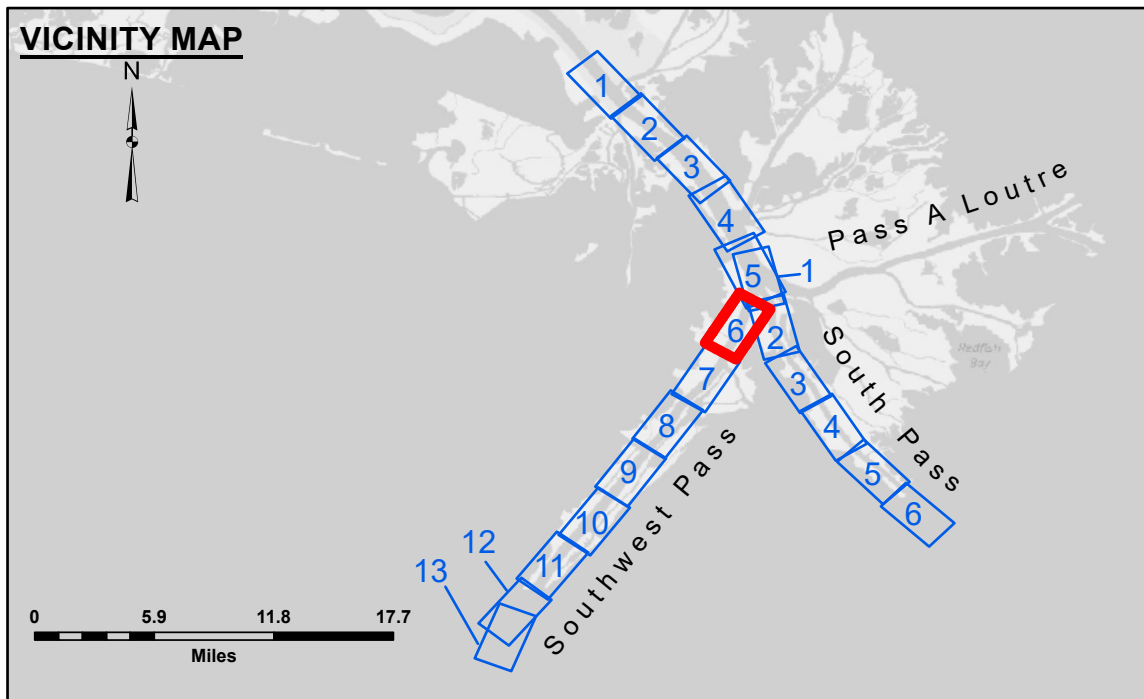 VICINITY MAP
N
1
2
3
4
5
1
6
2
7
3
8
4
9
5
10
6
11
12
13
Pass A Loutre
Redfish
Bay
South Pass
Southwest Pass
0 5.9 11.8 17.7
Miles